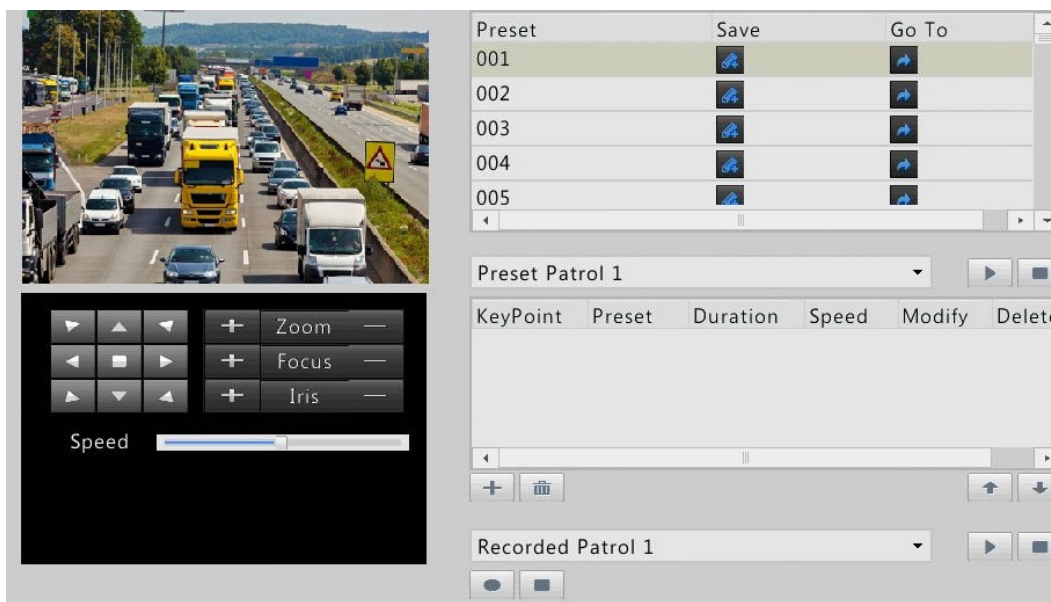 Preset Save Go To
001
002
003
004
005
Preset Patrol 1
KeyPoint Preset Duration Speed Modify Delete
Zoom
Focus
Iris
Speed
Recorded Patrol 1